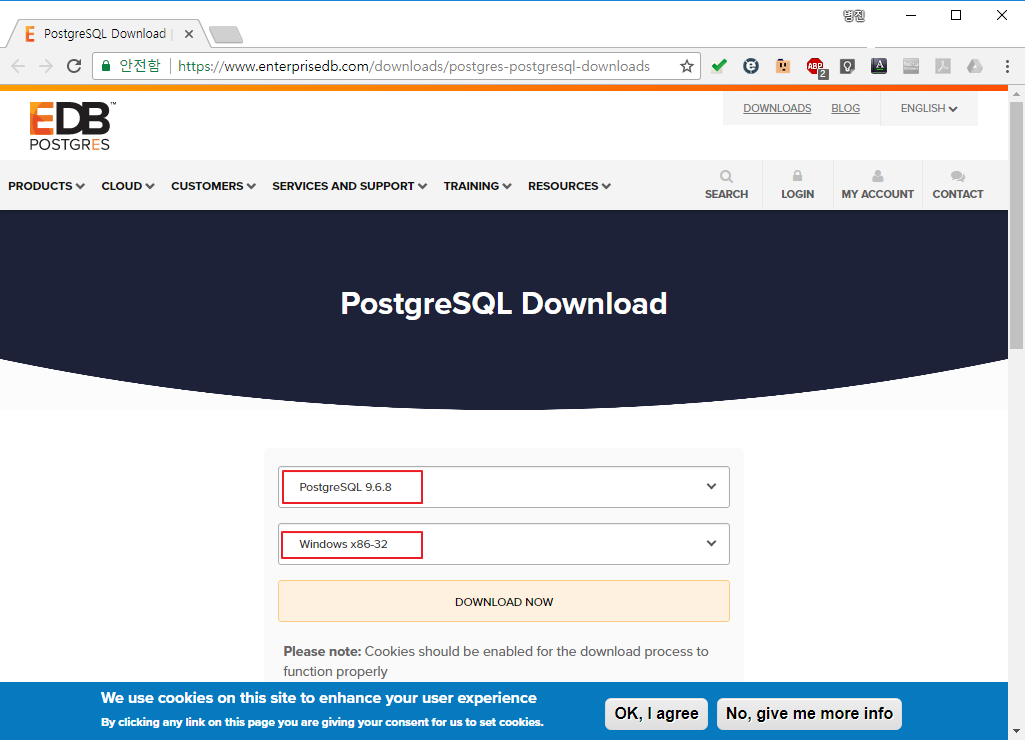 병진
PostgreSQL Download
안전함
https://www.enterprisedb.com/downloads/postgres-postgresql-downloads
ABP
2
A
EDB™
POSTGRES
DOWNLOADS
BLOG
ENGLISH
PRODUCTS
CLOUD
CUSTOMERS
SERVICES AND SUPPORT
TRAINING
RESOURCES
SEARCH
LOGIN
MY ACCOUNT
CONTACT
PostgreSQL Download
PostgreSQL 9.6.8
Windows x86-32
DOWNLOAD NOW
Please note: Cookies should be enabled for the download process to
function properly
We use cookies on this site to enhance your user experience
By clicking any link on this page you are giving your consent for us to set cookies.
OK, I agree
No, give me more info